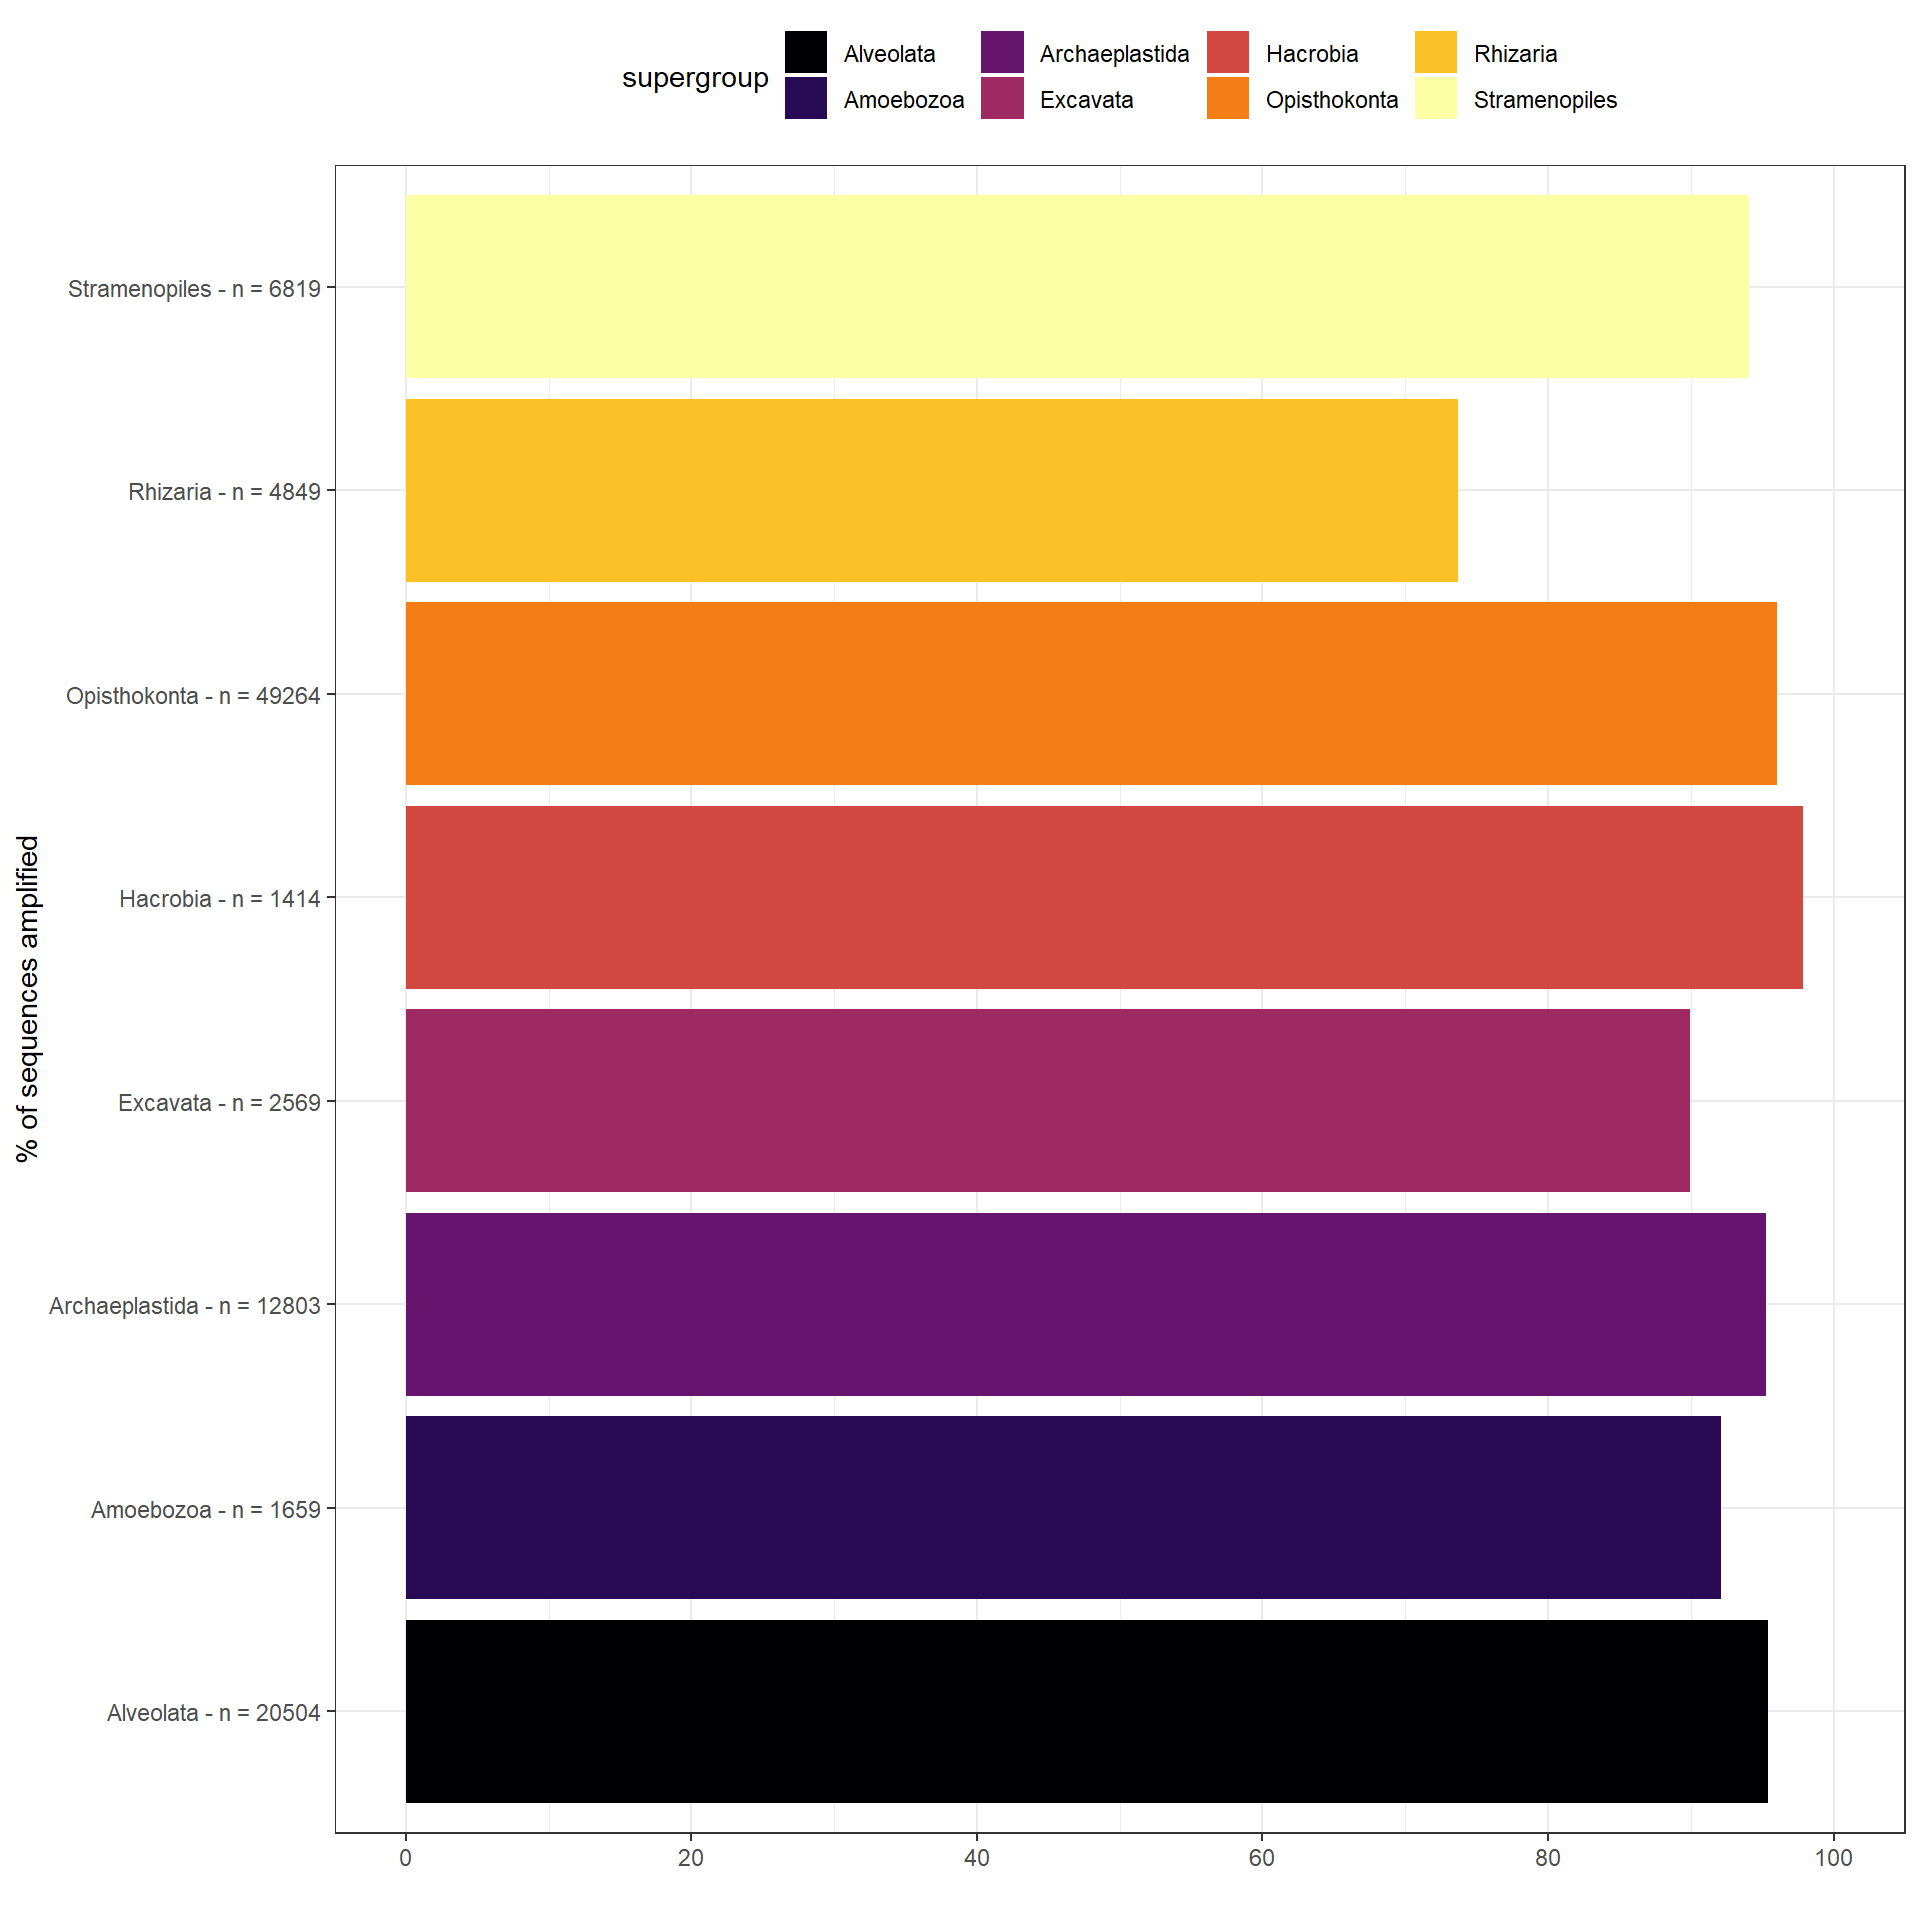 supergroup
Alveolata
Archaeplastida
Hacrobia
Rhizaria
Amoebozoa
Excavata
Opisthokonta
Stramenopiles
% of sequences amplified
Stramenopiles - n = 6819
Rhizaria - n = 4849
Opisthokonta - n = 49264
Hacrobia - n = 1414
Excavata - n = 2569
Archaeplastida - n = 12803
Amoebozoa - n = 1659
Alveolata - n = 20504
0 20 40 60 80 100